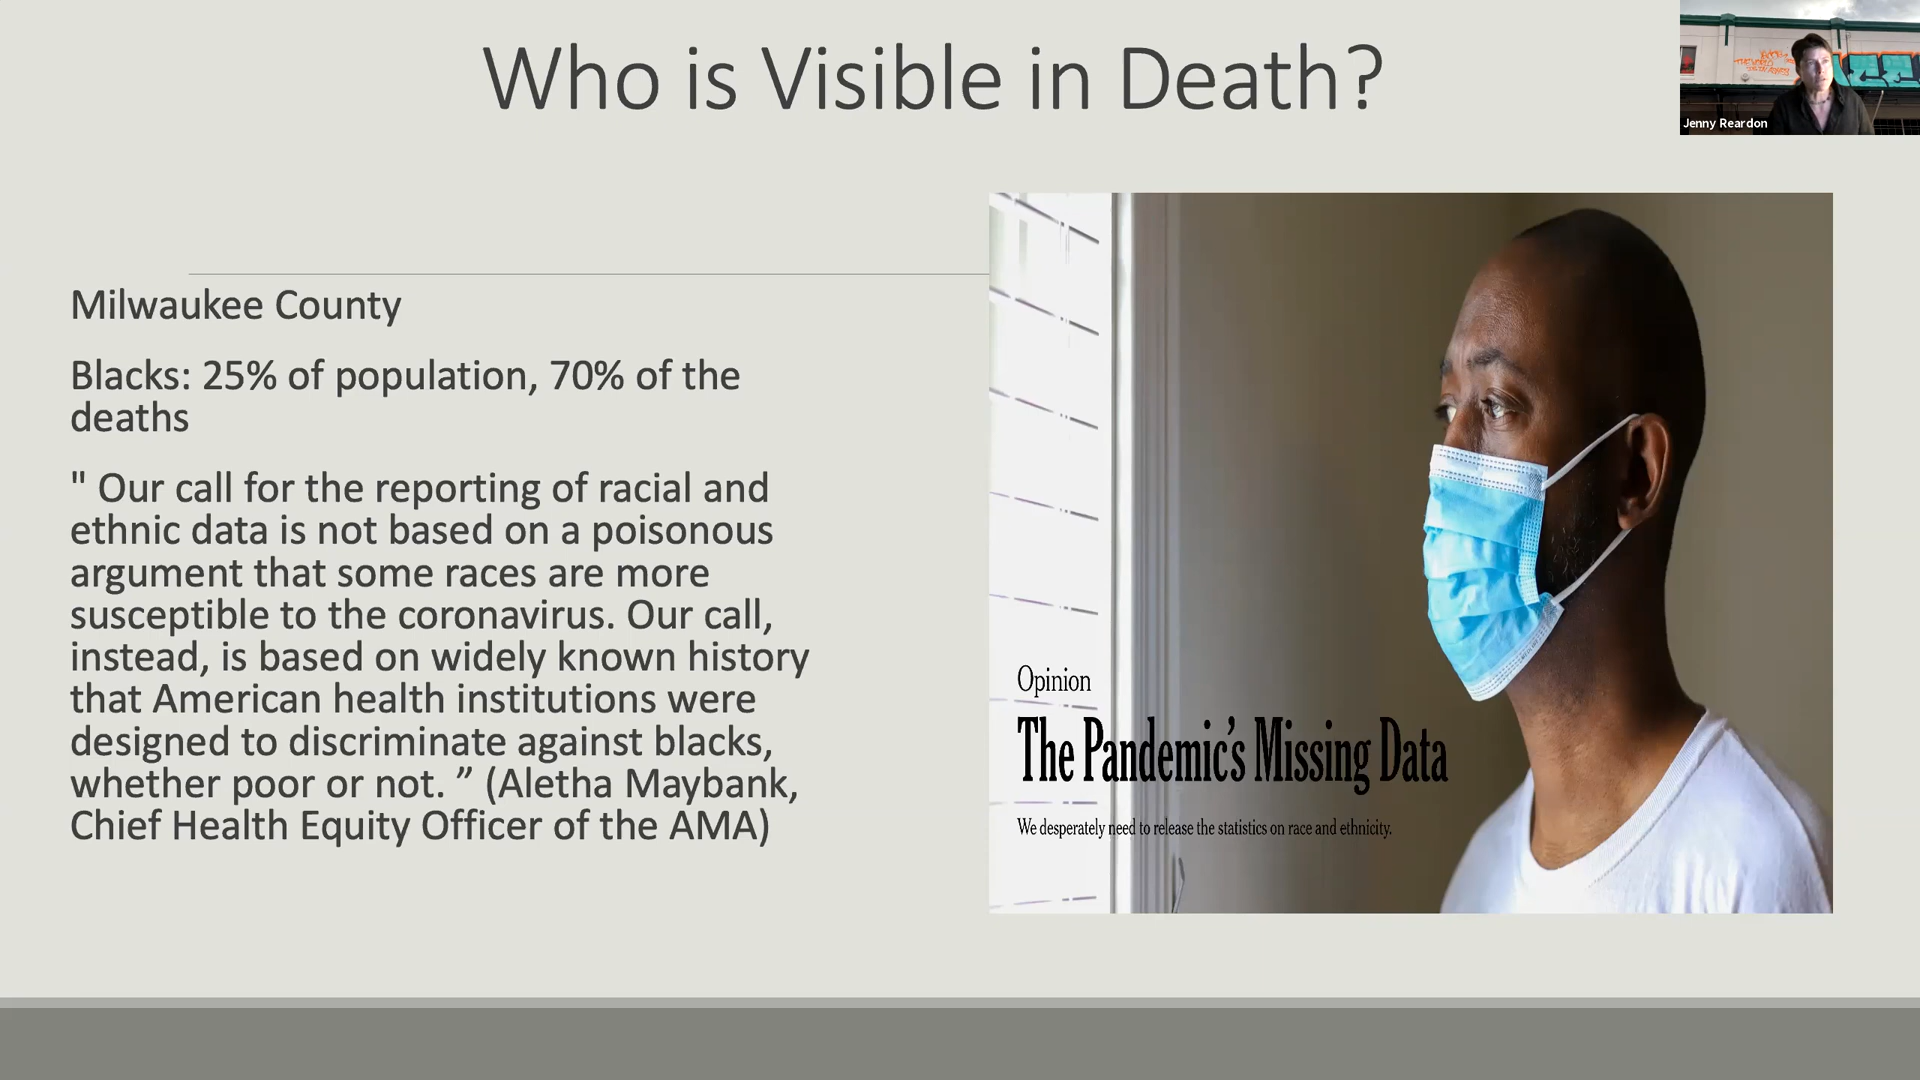 Who is Visible in Death?
Jenny Reardon
Milwaukee County
Blacks: 25% of population, 70% of the
deaths
" Our call for the reporting of racial and
ethnic data is not based on a poisonous
argument that some races are more
susceptible to the coronavirus. Our call,
instead, is based on widely known history
that American health institutions were
designed to discriminate against blacks,
whether poor or not. ” (Aletha Maybank,
Chief Health Equity Officer of the AMA)
Opinion
The Pandemic’s Missing Data
We desperately need to release the statistics on race and ethnicity.